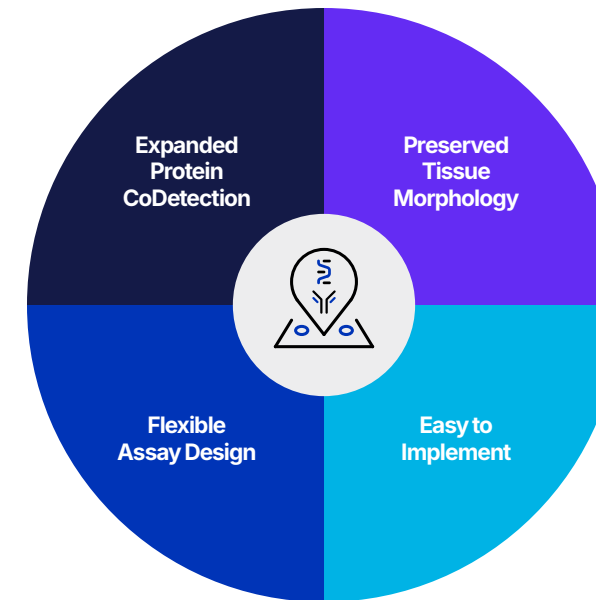 Expanded
Protein
CoDetection
Preserved
Tissue
Morphology
Flexible
Assay Design
Easy to
Implement